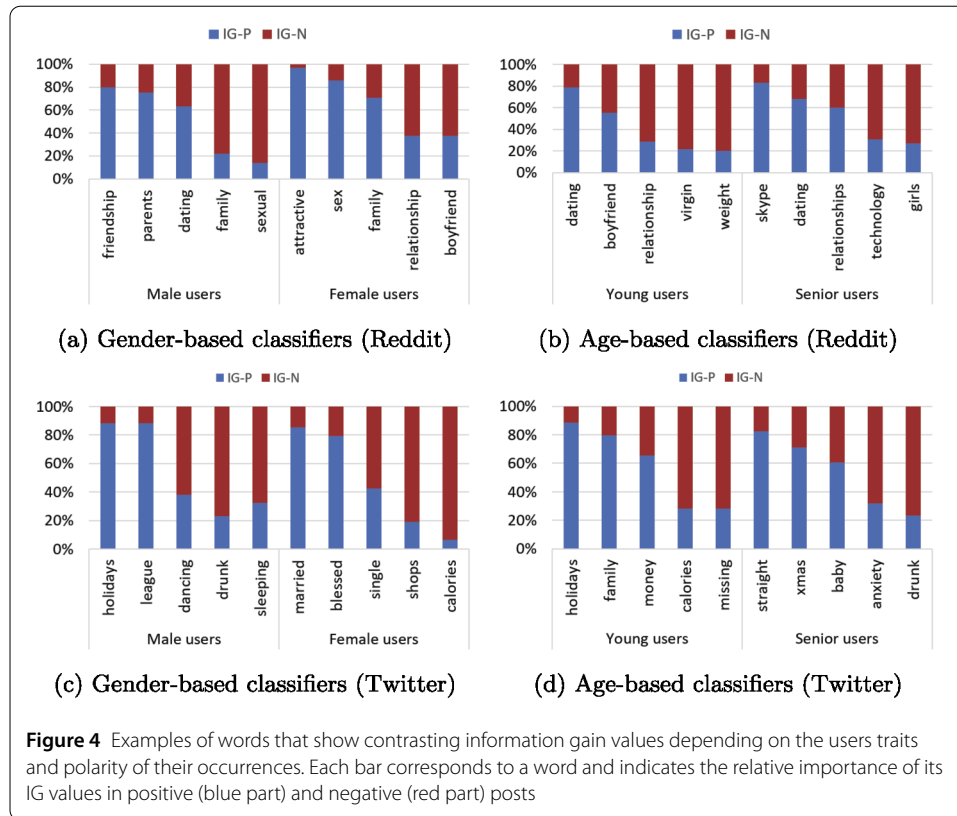 IG-P IG-N
100%
80%
60%
40%
20%
0%
friendship parents dating family sexual attractive sex family relationship boyfriend
Male users Female users
(a) Gender-based classifiers (Reddit)
IG-P IG-N
100%
80%
60%
40%
20%
0%
dating boyfriend relationship virgin weight skype dating relationships technology girls
Young users Senior users
(b) Age-based classifiers (Reddit)
IG-P IG-N
100%
80%
60%
40%
20%
0%
holidays league dancing drunk sleeping married blessed single shops calories
Male users Female users
(c) Gender-based classifiers (Twitter)
IG-P IG-N
100%
80%
60%
40%
20%
0%
holidays family money calories missing straight xmas baby anxiety drunk
Young users Senior users
(d) Age-based classifiers (Twitter)
Figure 4 Examples of words that show contrasting information gain values depending on the users traits
and polarity of their occurrences. Each bar corresponds to a word and indicates the relative importance of its
IG values in positive (blue part) and negative (red part) posts